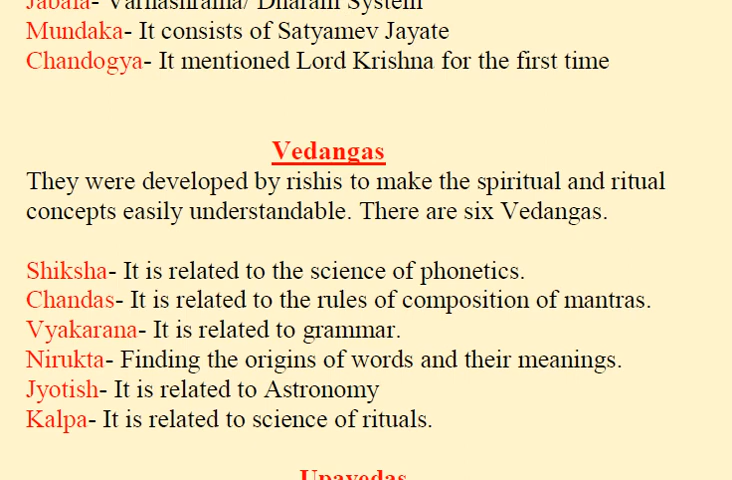 Jabala- Varnashrama/ Dharam System
Mundaka- It consists of Satyamev Jayate
Chandogya- It mentioned Lord Krishna for the first time
Vedangas
They were developed by rishis to make the spiritual and ritual
concepts easily understandable. There are six Vedangas.
Shiksha- It is related to the science of phonetics.
Chandas- It is related to the rules of composition of mantras.
Vyakarana- It is related to grammar.
Nirukta- Finding the origins of words and their meanings.
Jyotish- It is related to Astronomy
Kalpa- It is related to science of rituals.
Upavedas